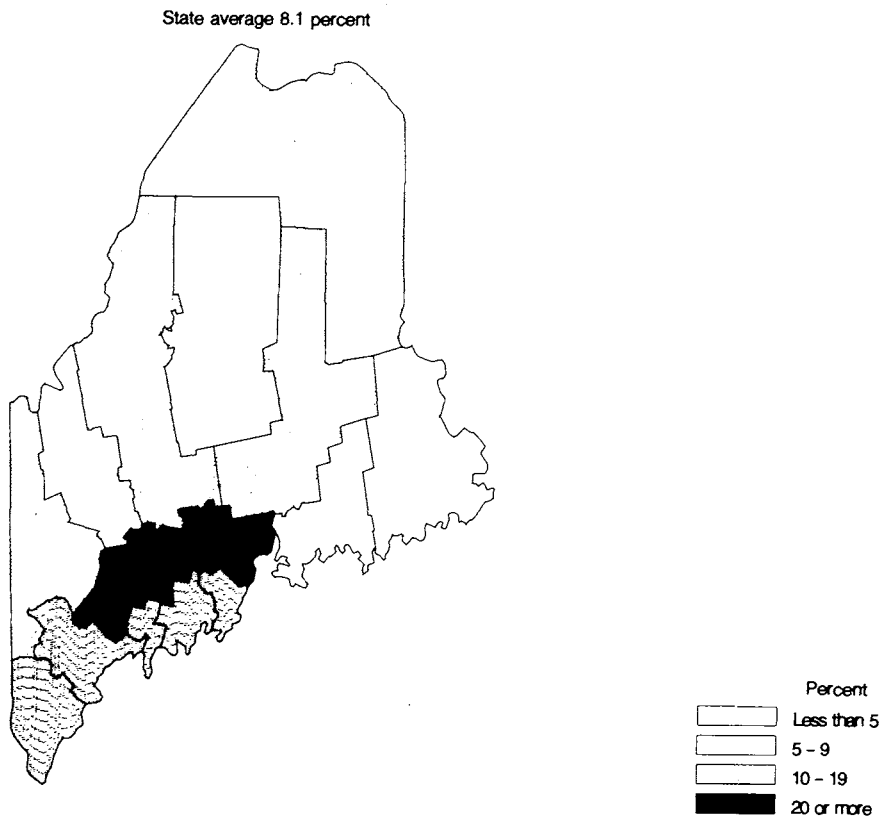 State average 8.1 percent
Percent
Less than 5
5 - 9
10 - 19
20 or more